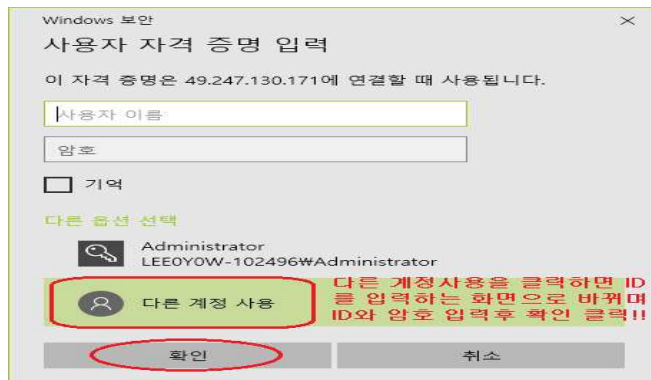 Windows 보안
사용자 자격 증명 입력
이 자격 증명은 49.247.130.171에 연결할 때 사용됩니다.
사용자 이름
암호
기억
다른 옵션 선택
Administrator
LEE0Y0W-102496₩Administrator
다른 계정 사용
다른 계정사용을 클릭하면 ID
를 입력하는 화면으로 바뀌며
ID와 암호 입력후 확인 클릭!!
확인
취소